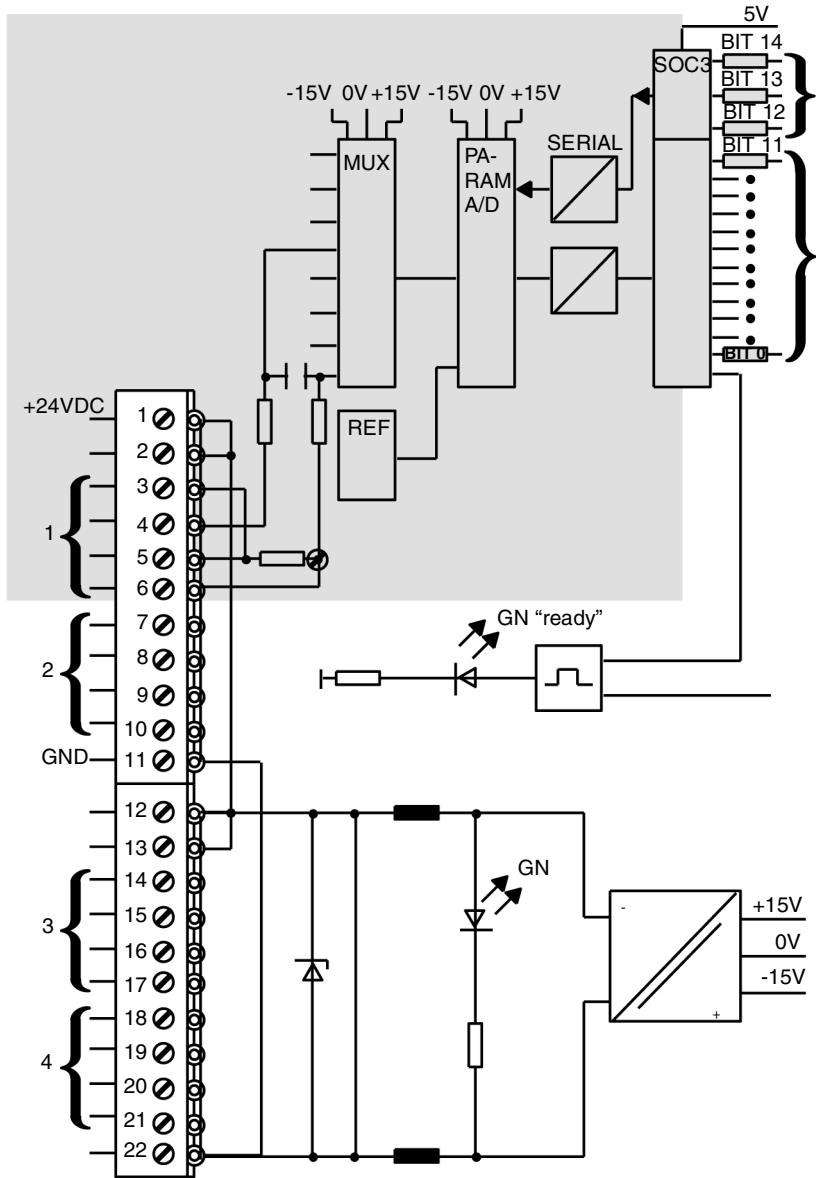 5V
BIT 14
SOC3
BIT 13
-15V 0V +15V -15V 0V +15V
BIT 12
SERIAL
BIT 11
MUX
PA-
RAM
A/D
BIT 0
+24VDC
1
REF
2
3
1
4
5
6
7
GN “ready”
8
2
9
10
GND
11
12
13
14
GN
3
15
+15V
16
0V
17
-15V
18
4
19
20
21
22
-
+